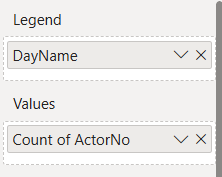 Legend
DayName
Values
Count of ActorNo